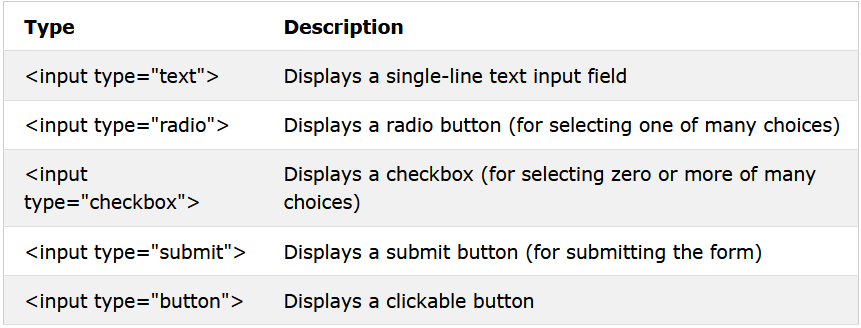 Type Description
<input type="text"> Displays a single-line text input field
<input type="radio"> Displays a radio button (for selecting one of many choices)
<input Displays a checkbox (for selecting zero or more of many
type="checkbox"> choices)
<input type="submit"> Displays a submit button (for submitting the form)
<input type="button"> Displays a clickable button